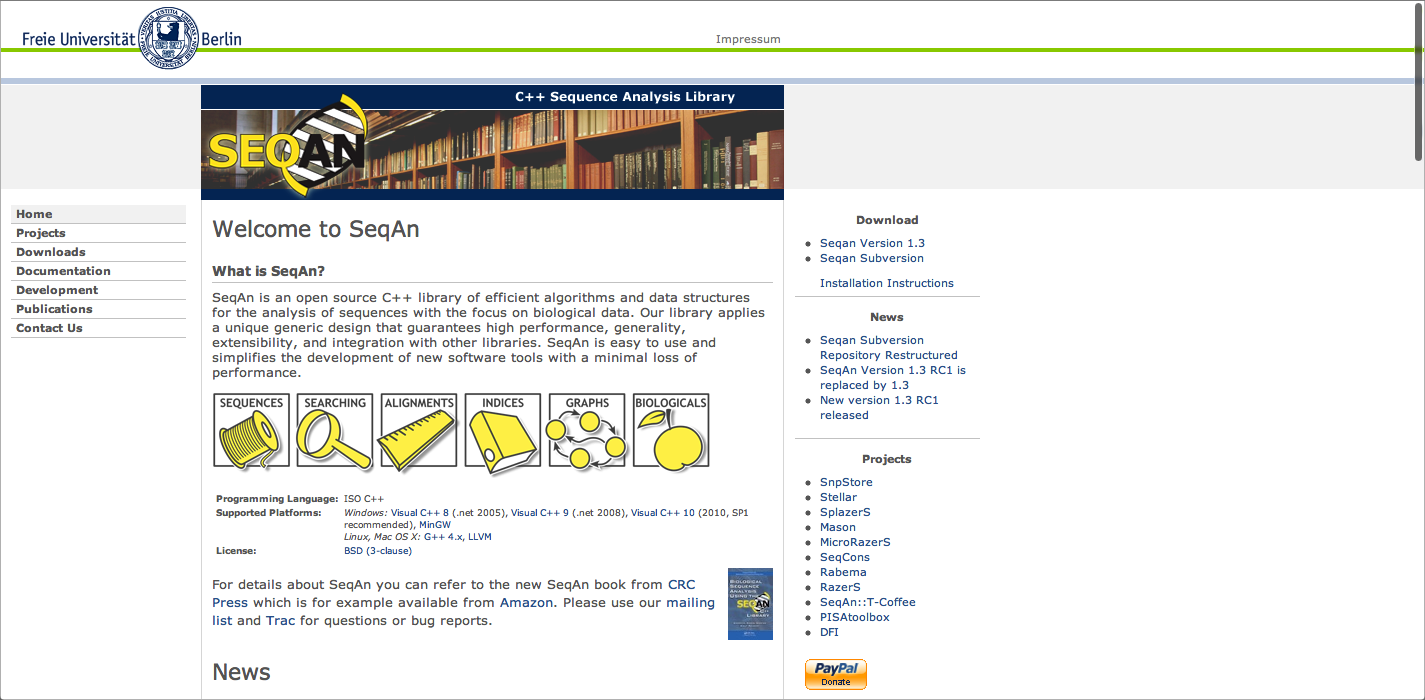 Freie Universität Berlin
Impressum
C++ Sequence Analysis Library
SEQAN
Home
Projects
Downloads
Documentation
Development
Publications
Contact Us
Welcome to SeqAn
What is SeqAn?
SeqAn is an open source C++ library of efficient algorithms and data structures
for the analysis of sequences with the focus on biological data. Our library applies
a unique generic design that guarantees high performance, generality,
extensibility, and integration with other libraries. SeqAn is easy to use and
simplifies the development of new software tools with a minimal loss of
performance.
SEQUENCES SEARCHING ALIGNMENTS INDICES GRAPHS BIOLOGICALS
Programming Language: ISO C++
Supported Platforms: Windows: Visual C++ 8 (.net 2005), Visual C++ 9 (.net 2008), Visual C++ 10 (2010, SP1
recommended), MinGW
Linux, Mac OS X: G++ 4.x, LLVM
License: BSD (3-clause)
For details about SeqAn you can refer to the new SeqAn book from CRC
Press which is for example available from Amazon. Please use our mailing
list and Trac for questions or bug reports.
BIOLOGICAL
SEQUENCE
ANALYSIS
USING THE
SEQAN
C++
LIBRARY
News
Download
Seqan Version 1.3
Seqan Subversion
Installation Instructions
News
Seqan Subversion
Repository Restructured
SeqAn Version 1.3 RC1 is
replaced by 1.3
New version 1.3 RC1
released
Projects
SnpStore
Stellar
SplazerS
Mason
MicroRazerS
SeqCons
Rabema
RazerS
SeqAn::T-Coffee
PISAtoolbox
DFI
PayPal
Donate